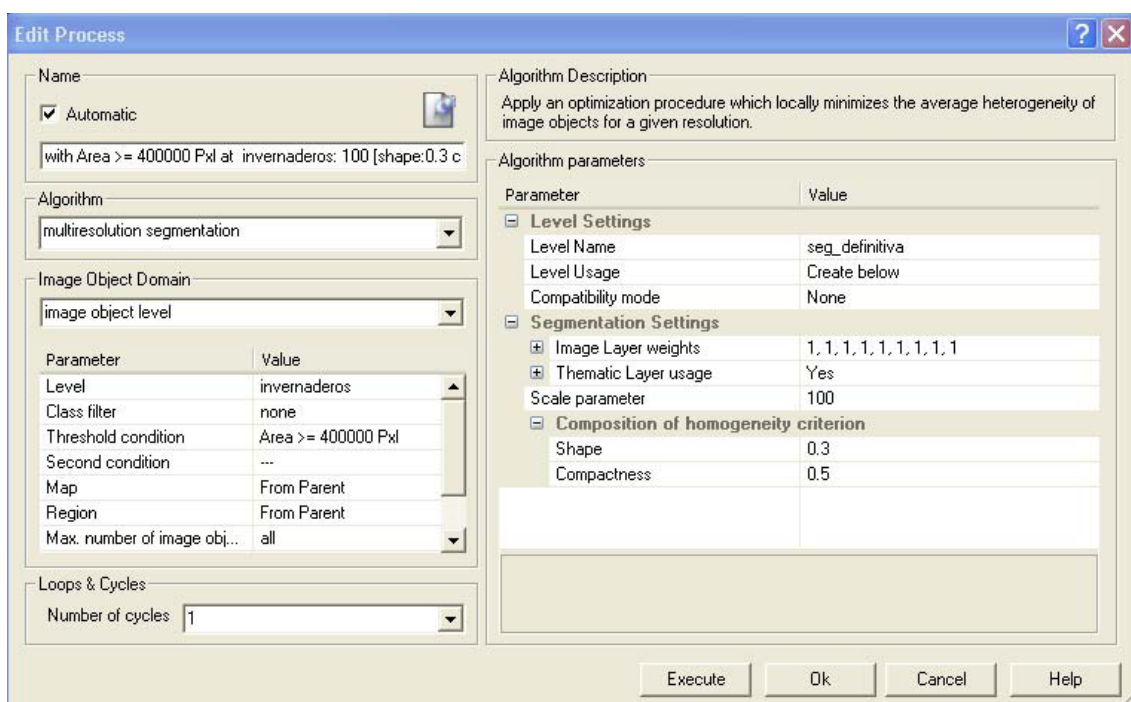 Edit Process
Name
Automatic
with Area >= 400000 Pxl at invernaderos: 100 [shape:0.3 c
Algorithm
multiresolution segmentation
Image Object Domain
image object level
Parameter Value
Level invernaderos
Class filter none
Threshold condition Area >= 400000 Pxl
Second condition ---
Map From Parent
Region From Parent
Max. number of image obj... all
Loops & Cycles
Number of cycles 1
Algorithm Description
Apply an optimization procedure which locally minimizes the average heterogeneity of
image objects for a given resolution.
Algorithm parameters
Parameter Value
Level Settings
Level Name seg_definitiva
Level Usage Create below
Compatibility mode None
Segmentation Settings
Image Layer weights 1, 1, 1, 1, 1, 1, 1, 1, 1
Thematic Layer usage Yes
Scale parameter 100
Composition of homogeneity criterion
Shape 0.3
Compactness 0.5
Execute Ok Cancel Help